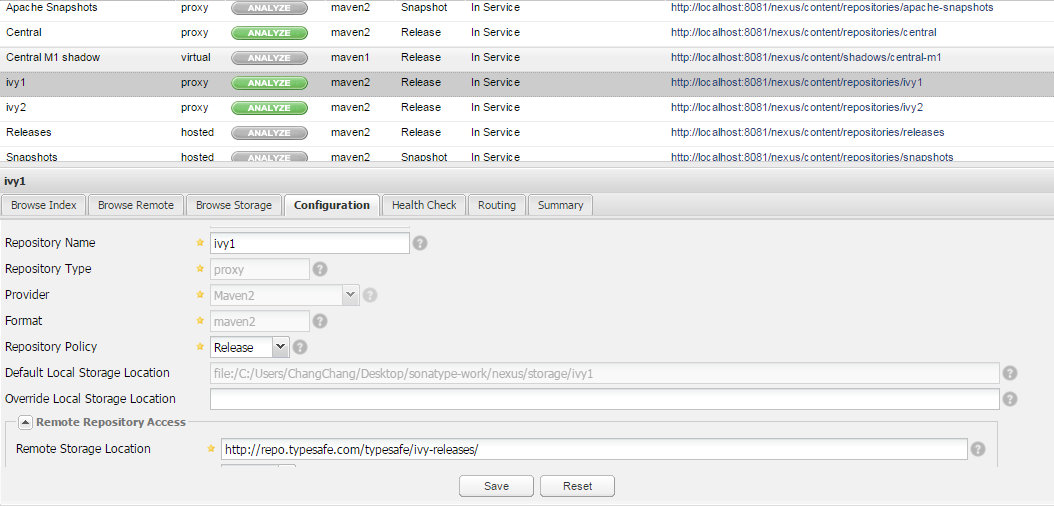 Apache Snapshots proxy ANALYZE maven2 Snapshot In Service http://localhost:8081/nexus/content/repositories/apache-snapshots
Central proxy ANALYZE maven2 Release In Service http://localhost:8081/nexus/content/repositories/central
Central M1 shadow virtual ANALYZE maven1 Release In Service http://localhost:8081/nexus/content/shadows/central-m1
ivy1 proxy ANALYZE maven2 Release In Service http://localhost:8081/nexus/content/repositories/ivy1
ivy2 proxy ANALYZE maven2 Release In Service http://localhost:8081/nexus/content/repositories/ivy2
Releases hosted ANALYZE maven2 Release In Service http://localhost:8081/nexus/content/repositories/releases
Snapshots hosted ANALYZE maven2 Snapshot In Service http://localhost:8081/nexus/content/repositories/snapshots
ivy1
Browse Index Browse Remote Browse Storage Configuration Health Check Routing Summary
Repository Name ivy1 ?
Repository Type proxy ?
Provider Maven2 ?
Format maven2 ?
Repository Policy Release ?
Default Local Storage Location file:/C:/Users/ChangChang/Desktop/sonatype-work/nexus/storage/ivy1 ?
Override Local Storage Location ?
Remote Repository Access
Remote Storage Location http://repo.typesafe.com/typesafe/ivy-releases/ ?
Save Reset